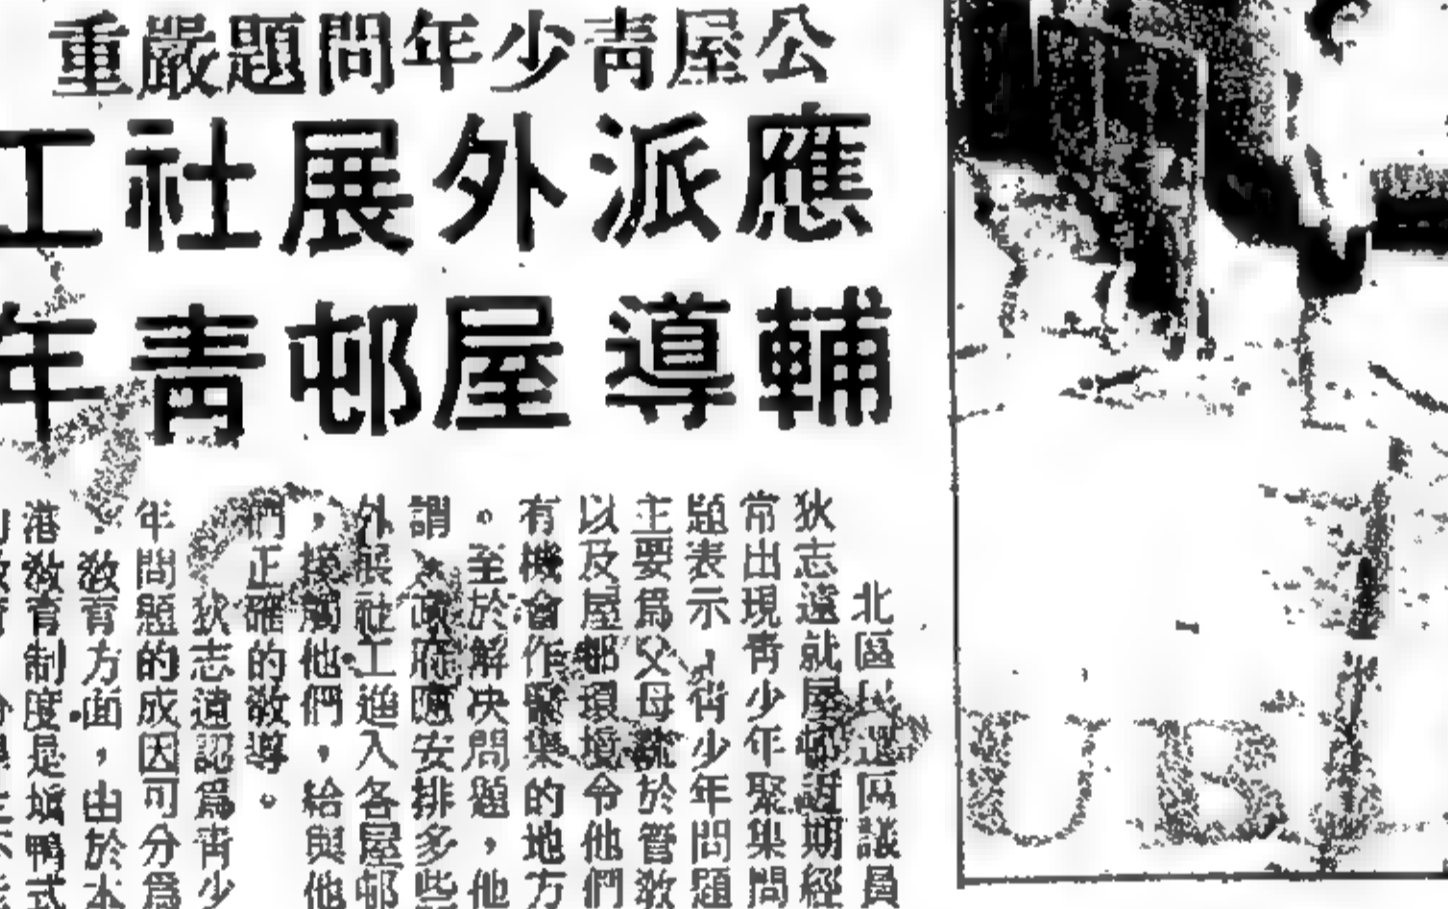 公屋青少年問題嚴重
應派外展社工
輔導屋邨青年
北區民選區議員
狄志遠就屋邨近期經
常出現青少年聚集問
題表示，青少年問題
主要爲父母疏於管教
以及屋邨環境令他們
有機會作聚集的地方
。至於解決問題，他
謂，政府應安排多些
外展社工進入各屋邨
，接觸他們，給與他
們正確的教導。
狄志遠認爲青少
年問題的成因可分爲
。教育方面，由於本
港教育制度是填鴨式
UB